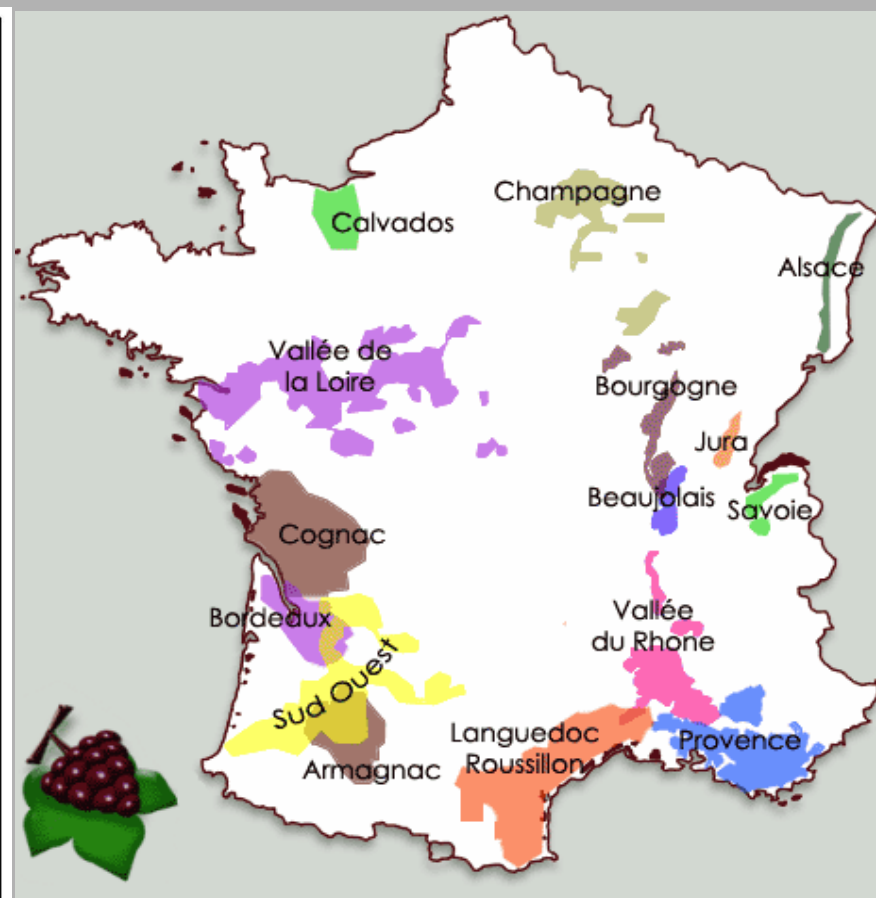 Champagne
Calvados
Alsace
Vallée de
la Loire
Bourgogne
Jura
Beaujolais
Savoie
Cognac
Bordeaux
Vallée
du Rhone
Sud Ouest
Languedoc
Roussillon
Provence
Armagnac